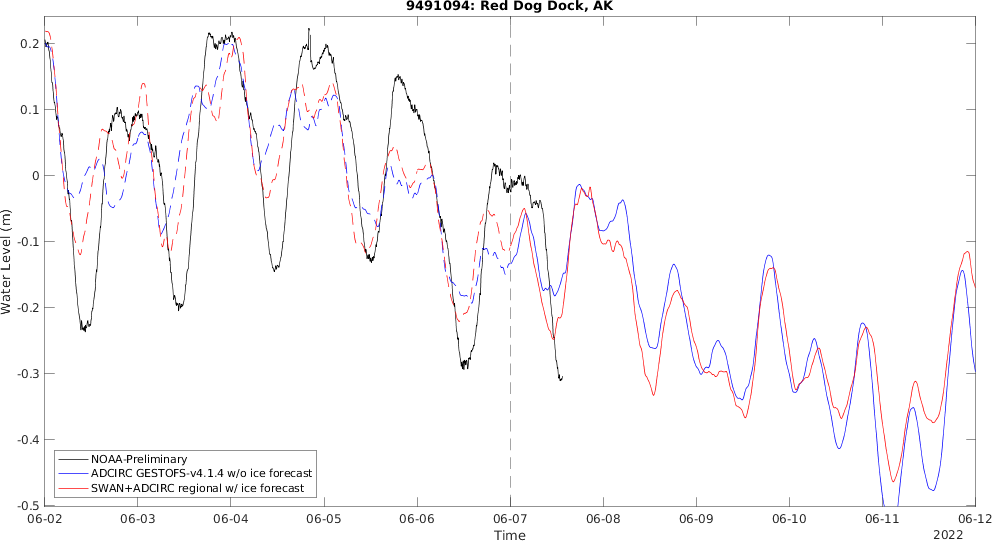 9491094: Red Dog Dock, AK
Water Level (m)
0.2
0.1
0
-0.1
-0.2
-0.3
-0.4
-0.5
NOAA-Preliminary
ADCIRC GESTOFS-v4.1.4 w/o ice forecast
SWAN+ADCIRC regional w/ ice forecast
06-02 06-03 06-04 06-05 06-06 06-07 06-08 06-09 06-10 06-11 06-12
Time
2022